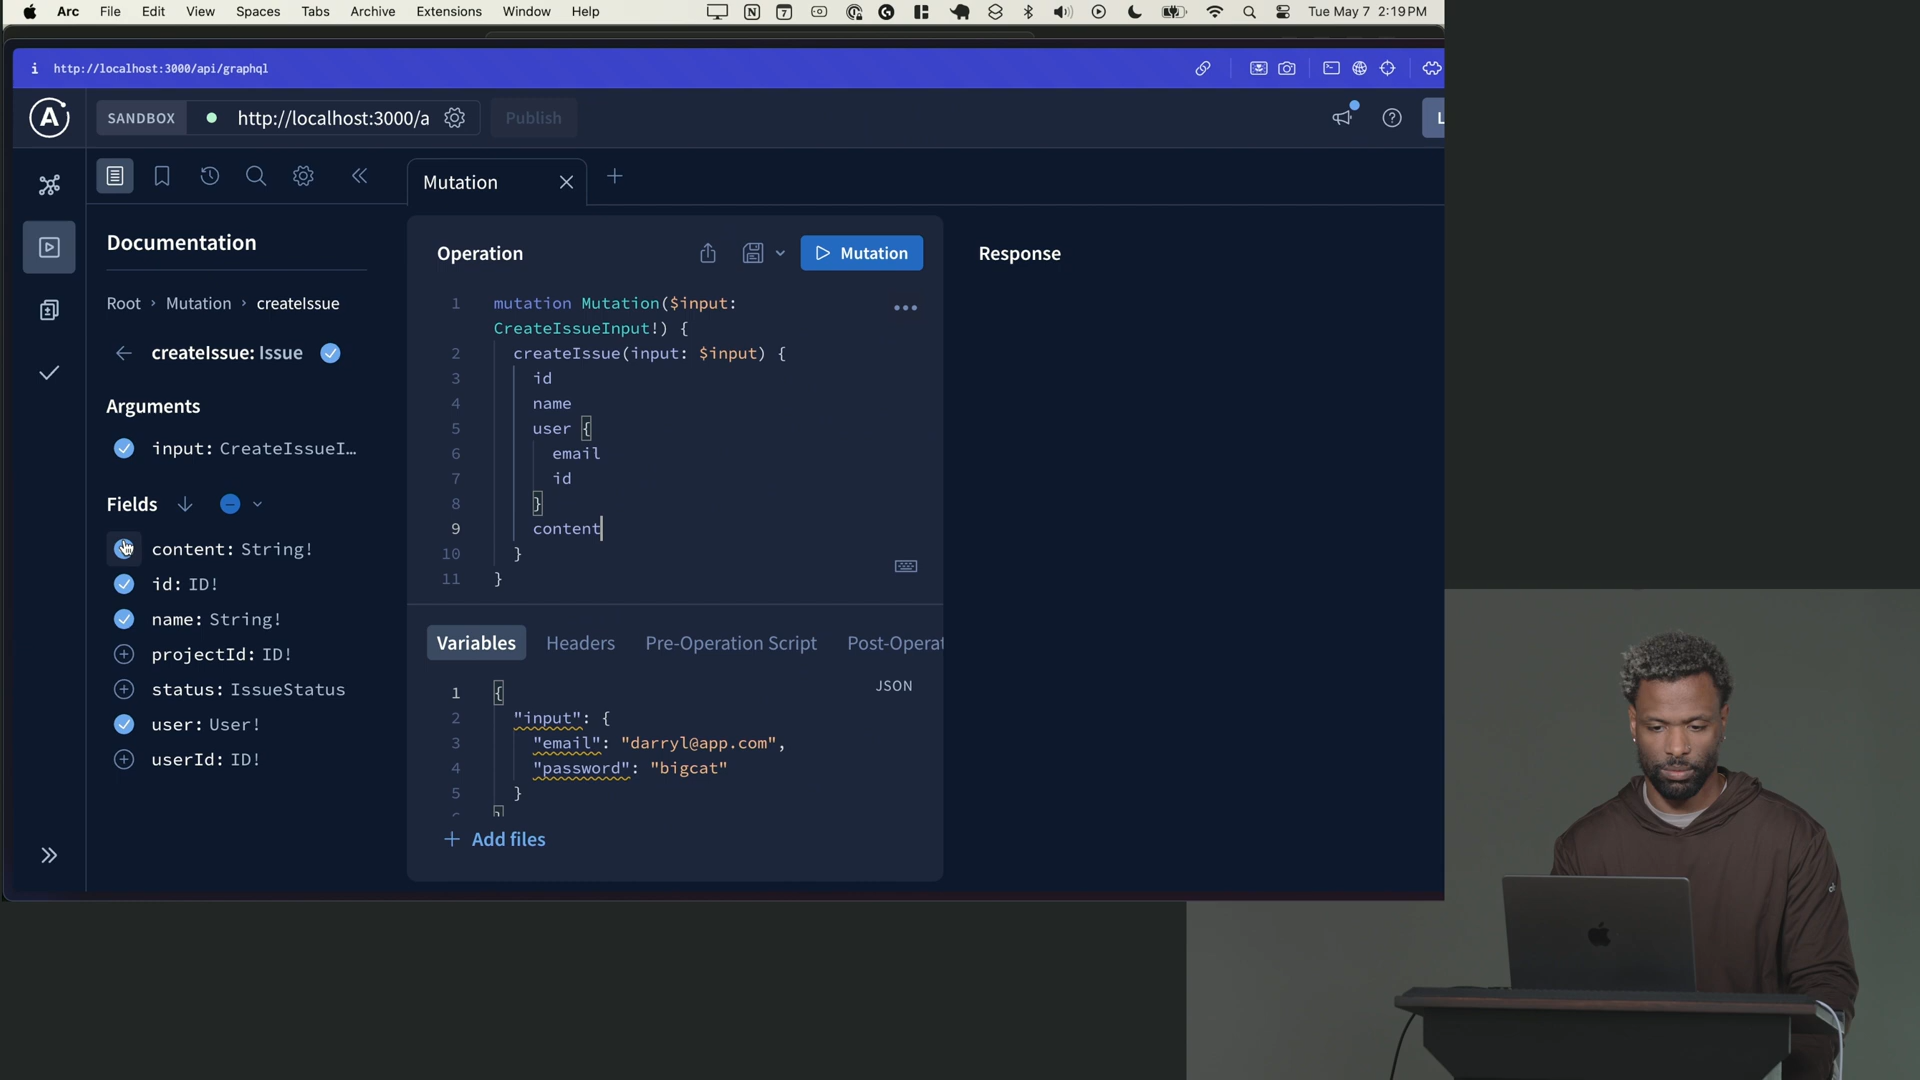 Arc File Edit View Spaces Tabs Archive Extensions Window Help
7
Tue May 7 2:19 PM
i http://localhost:3000/api/graphql
A SANDBOX http://localhost:3000/a Publish
Mutation
Documentation
Root › Mutation › createIssue
createIssue: Issue
Arguments
input: CreateIssueI…
Fields
content: String!
id: ID!
name: String!
projectId: ID!
status: IssueStatus
user: User!
userId: ID!
Operation
Mutation
1 mutation Mutation($input:
CreateIssueInput!) {
2 createIssue(input: $input) {
3 id
4 name
5 user {
6 email
7 id
8 }
9 content
10 }
11 }
Variables Headers Pre-Operation Script Post-Operat
JSON
1 {
2 "input": {
3 "email": "darryl@app.com",
4 "password": "bigcat"
5 }
}
+ Add files
Response